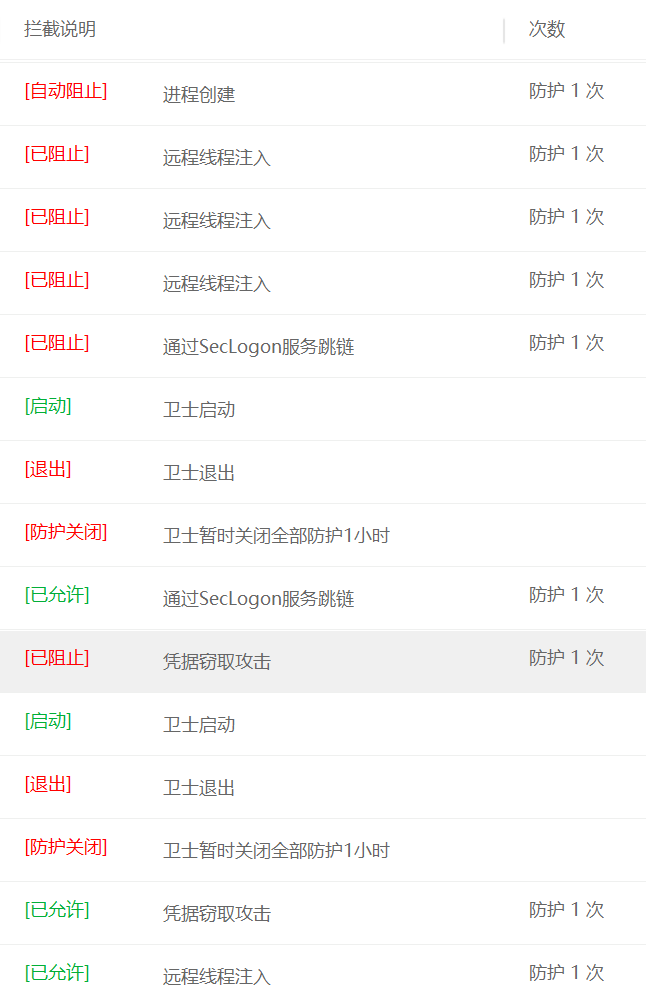 拦截说明 次数
[自动阻止] 进程创建 防护 1 次
[已阻止] 远程线程注入 防护 1 次
[已阻止] 远程线程注入 防护 1 次
[已阻止] 远程线程注入 防护 1 次
[已阻止] 通过SecLogon服务跳链 防护 1 次
[启动] 卫士启动
[退出] 卫士退出
[防护关闭] 卫士暂时关闭全部防护1小时
[已允许] 通过SecLogon服务跳链 防护 1 次
[已阻止] 凭据窃取攻击 防护 1 次
[启动] 卫士启动
[退出] 卫士退出
[防护关闭] 卫士暂时关闭全部防护1小时
[已允许] 凭据窃取攻击 防护 1 次
[已允许] 远程线程注入 防护 1 次